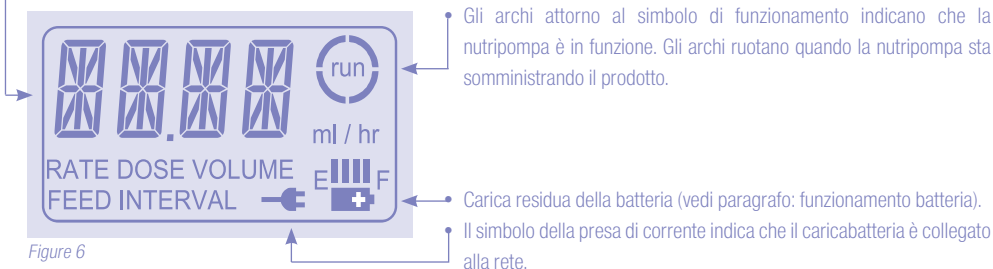 Gli archi attorno al simbolo di funzionamento indicano che la
nutripompa è in funzione. Gli archi ruotano quando la nutripompa sta
somministrando il prodotto.
run
ml / hr
RATE DOSE VOLUME
FEED INTERVAL
E F
Carica residua della batteria (vedi paragrafo: funzionamento batteria).
Il simbolo della presa di corrente indica che il caricabatteria è collegato
alla rete.
Figure 6